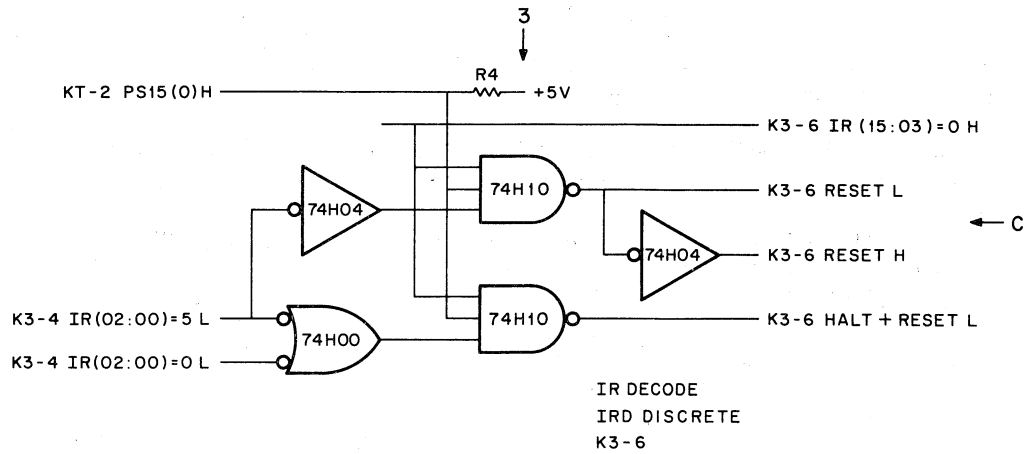 3
R4
KT-2 PS15(0)H
+5V
K3-6 IR(15:03)=0 H
74H10
K3-6 RESET L
74H04
C
74H04
K3-6 RESET H
K3-4 IR(02:00)=5 L
74H10
K3-6 HALT + RESET L
74H00
K3-4 IR(02:00)=0 L
IR DECODE
IRD DISCRETE
K3-6